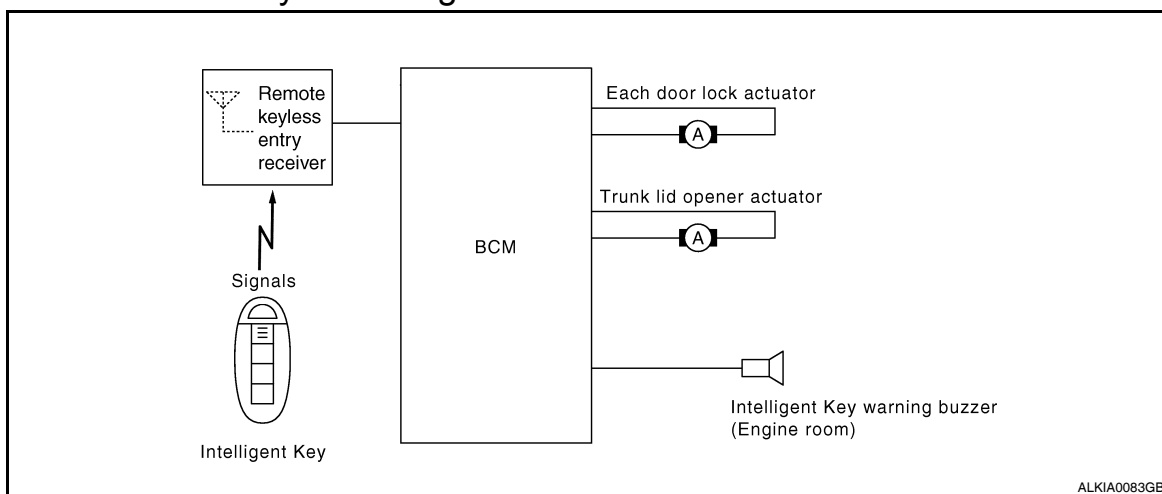 Remote
keyless
entry
receiver
Each door lock actuator
A
Trunk lid opener actuator
A
BCM
Signals
Intelligent Key warning buzzer
(Engine room)
Intelligent Key
ALKIA0083GB